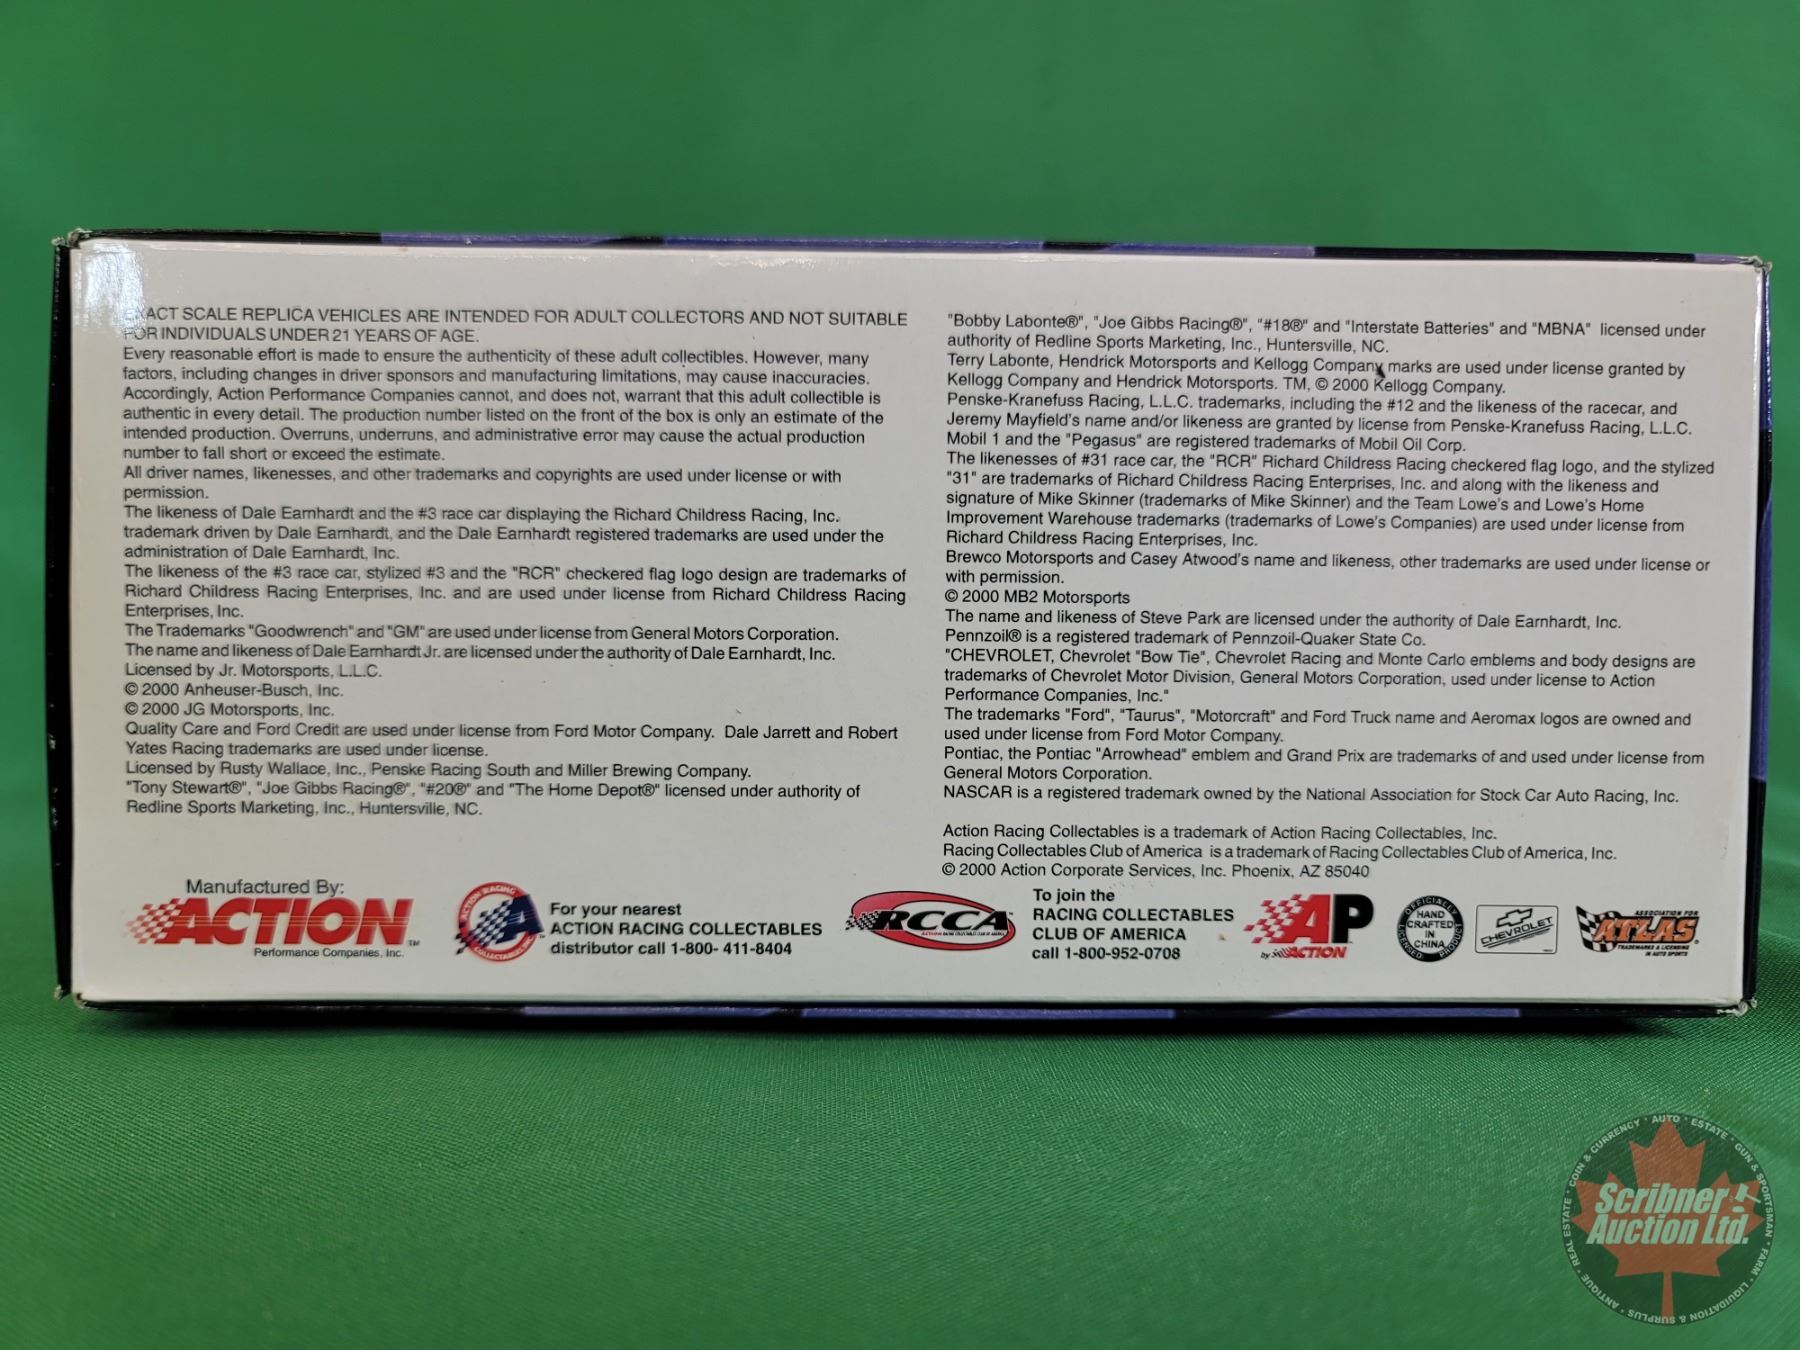 EXACT SCALE REPLICA VEHICLES ARE INTENDED FOR ADULT COLLECTORS AND NOT SUITABLE
FOR INDIVIDUALS UNDER 21 YEARS OF AGE.
Every reasonable effort is made to ensure the authenticity of these adult collectibles. However, many
factors, including changes in driver sponsors and manufacturing limitations, may cause inaccuracies.
Accordingly, Action Performance Companies cannot, and does not, warrant that this adult collectible is
authentic in every detail. The production number listed on the front of the box is only an estimate of the
intended production. Overruns, underruns, and administrative error may cause the actual production
number to fall short or exceed the estimate.
All driver names, likenesses, and other trademarks and copyrights are used under license or with
permission.
The likeness of Dale Earnhardt and the #3 race car displaying the Richard Childress Racing, Inc.
trademark driven by Dale Earnhardt, and the Dale Earnhardt registered trademarks are used under the
administration of Dale Earnhardt, Inc.
The likeness of the #3 race car, stylized #3 and the "RCR" checkered flag logo design are trademarks of
Richard Childress Racing Enterprises, Inc. and are used under license from Richard Childress Racing
Enterprises, Inc.
The Trademarks "Goodwrench" and "GM" are used under license from General Motors Corporation.
The name and likeness of Dale Earnhardt Jr. are licensed under the authority of Dale Earnhardt, Inc.
Licensed by Jr. Motorsports, L.L.C.
© 2000 Anheuser-Busch, Inc.
© 2000 JG Motorsports, Inc.
Quality Care and Ford Credit are used under license from Ford Motor Company. Dale Jarrett and Robert
Yates Racing trademarks are used under license.
Licensed by Rusty Wallace, Inc., Penske Racing South and Miller Brewing Company.
"Tony Stewart®", "Joe Gibbs Racing®", "#20®" and "The Home Depot®" licensed under authority of
Redline Sports Marketing, Inc., Huntersville, NC.
"Bobby Labonte®", "Joe Gibbs Racing®", "#18®" and "Interstate Batteries" and "MBNA" licensed under
authority of Redline Sports Marketing, Inc., Huntersville, NC.
Terry Labonte, Hendrick Motorsports and Kellogg Company marks are used under license granted by
Kellogg Company and Hendrick Motorsports. TM, © 2000 Kellogg Company.
Penske-Kranefuss Racing, L.L.C. trademarks, including the #12 and the likeness of the racecar, and
Jeremy Mayfield's name and/or likeness are granted by license from Penske-Kranefuss Racing, L.L.C.
Mobil 1 and the "Pegasus" are registered trademarks of Mobil Oil Corp.
The likenesses of #31 race car, the "RCR" Richard Childress Racing checkered flag logo, and the stylized
"31" are trademarks of Richard Childress Racing Enterprises, Inc. and along with the likeness and
signature of Mike Skinner (trademarks of Mike Skinner) and the Team Lowe's and Lowe's Home
Improvement Warehouse trademarks (trademarks of Lowe's Companies) are used under license from
Richard Childress Racing Enterprises, Inc.
Brewco Motorsports and Casey Atwood's name and likeness, other trademarks are used under license or
with permission.
© 2000 MB2 Motorsports
The name and likeness of Steve Park are licensed under the authority of Dale Earnhardt, Inc.
Pennzoil® is a registered trademark of Pennzoil-Quaker State Co.
"CHEVROLET, Chevrolet "Bow Tie", Chevrolet Racing and Monte Carlo emblems and body designs are
trademarks of Chevrolet Motor Division, General Motors Corporation, used under license to Action
Performance Companies, Inc."
The trademarks "Ford", "Taurus", "Motorcraft" and Ford Truck name and Aeromax logos are owned and
used under license from Ford Motor Company.
Pontiac, the Pontiac "Arrowhead" emblem and Grand Prix are trademarks of and used under license from
General Motors Corporation.
NASCAR is a registered trademark owned by the National Association for Stock Car Auto Racing, Inc.
Action Racing Collectables is a trademark of Action Racing Collectables, Inc.
Racing Collectables Club of America is a trademark of Racing Collectables Club of America, Inc.
© 2000 Action Corporate Services, Inc. Phoenix, AZ 85040
Manufactured By:
ACTION
Performance Companies, Inc.
TM
ACTION RACING
COLLECTABLES
For your nearest
ACTION RACING COLLECTABLES
distributor call 1-800- 411-8404
RCCA
To join the
RACING COLLECTABLES
CLUB OF AMERICA
call 1-800-952-0708
AP
by ACTION
OFFICIALLY LICENSED PRODUCT
HAND
CRAFTED
IN
CHINA
CHEVROLET
ASSOCIATION FOR
ATLAS
TRADEMARKS & LICENSING
IN AUTO SPORTS
Scribner
Auction Ltd.
COIN & CURRENCY · AUTO · ESTATE · GUN & SPORTSMAN · FARM · LIQUIDATION & SURPLUS · ANTIQUE · REAL ESTATE